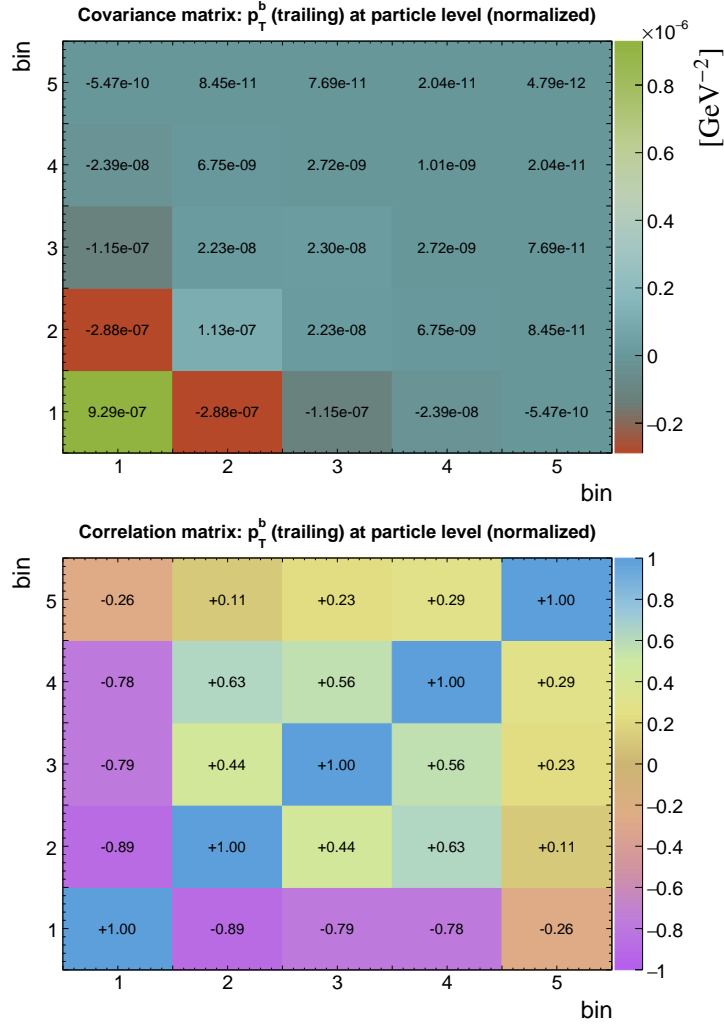 Covariance matrix: p_T^b (trailing) at particle level (normalized)
×10^−6
bin
[GeV^−2]
5 -5.47e-10 8.45e-11 7.69e-11 2.04e-11 4.79e-12
4 -2.39e-08 6.75e-09 2.72e-09 1.01e-09 2.04e-11
3 -1.15e-07 2.23e-08 2.30e-08 2.72e-09 7.69e-11
2 -2.88e-07 1.13e-07 2.23e-08 6.75e-09 8.45e-11
1 9.29e-07 -2.88e-07 -1.15e-07 -2.39e-08 -5.47e-10
1 2 3 4 5
bin
0.8
0.6
0.4
0.2
0
−0.2
Correlation matrix: p_T^b (trailing) at particle level (normalized)
bin
5 -0.26 +0.11 +0.23 +0.29 +1.00
4 -0.78 +0.63 +0.56 +1.00 +0.29
3 -0.79 +0.44 +1.00 +0.56 +0.23
2 -0.89 +1.00 +0.44 +0.63 +0.11
1 +1.00 -0.89 -0.79 -0.78 -0.26
1 2 3 4 5
bin
1
0.8
0.6
0.4
0.2
0
−0.2
−0.4
−0.6
−0.8
−1